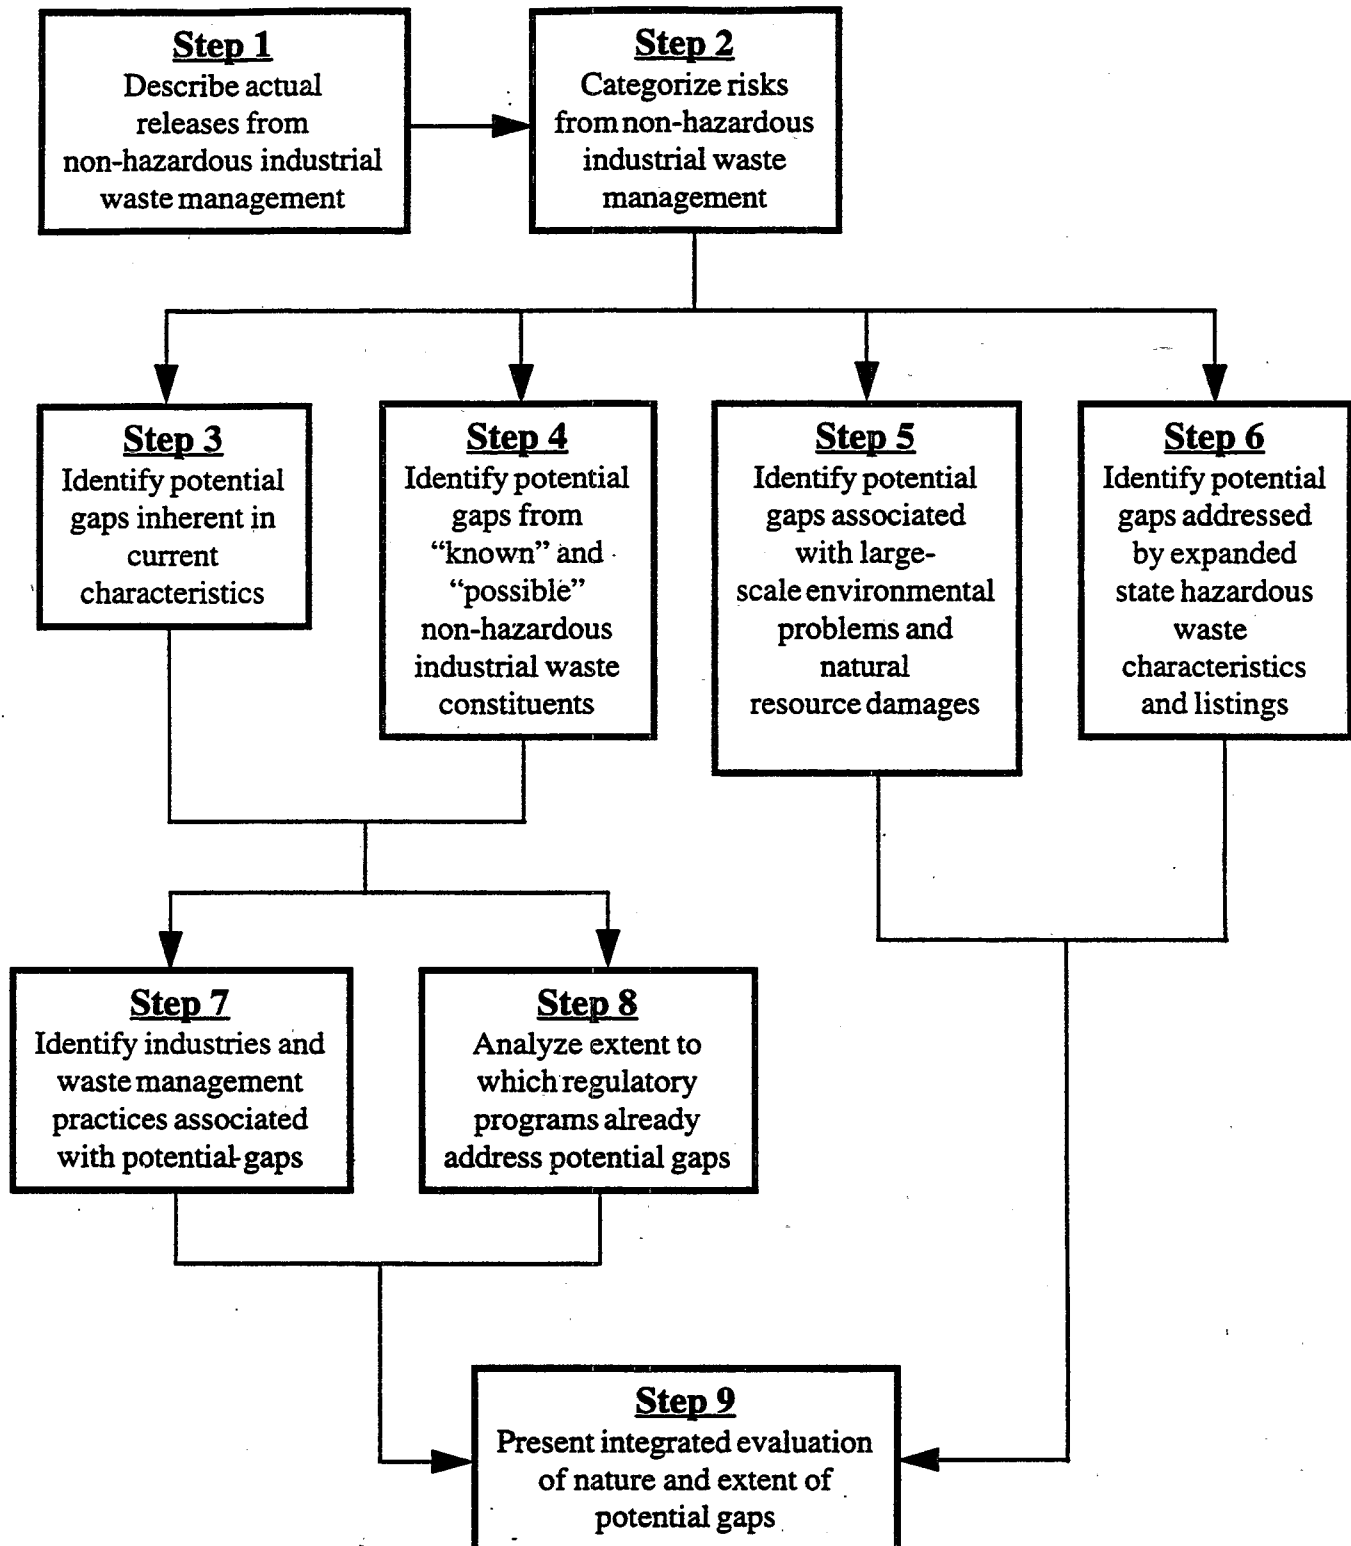 Step 1
Describe actual
releases from
non-hazardous industrial
waste management
Step 2
Categorize risks
from non-hazardous
industrial waste
management
Step 3
Identify potential
gaps inherent in
current
characteristics
Step 4
Identify potential
gaps from
“known” and
“possible”
non-hazardous
industrial waste
constituents
Step 5
Identify potential
gaps associated
with large-
scale environmental
problems and
natural
resource damages
Step 6
Identify potential
gaps addressed
by expanded
state hazardous
waste
characteristics
and listings
Step 7
Identify industries and
waste management
practices associated
with potential gaps
Step 8
Analyze extent to
which regulatory
programs already
address potential gaps
Step 9
Present integrated evaluation
of nature and extent of
potential gaps